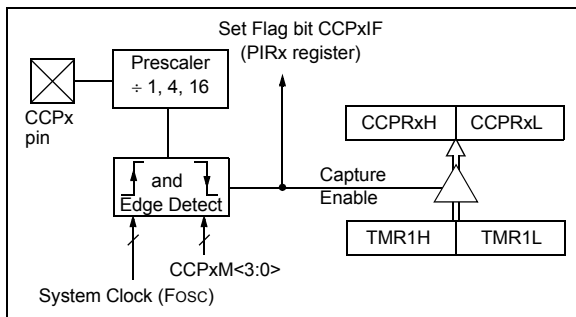 Set Flag bit CCPxIF
(PIRx register)
Prescaler
÷ 1, 4, 16
CCPx
pin
CCPRxH
CCPRxL
and
Edge Detect
Capture
Enable
TMR1H
TMR1L
CCPxM<3:0>
System Clock (FOSC)